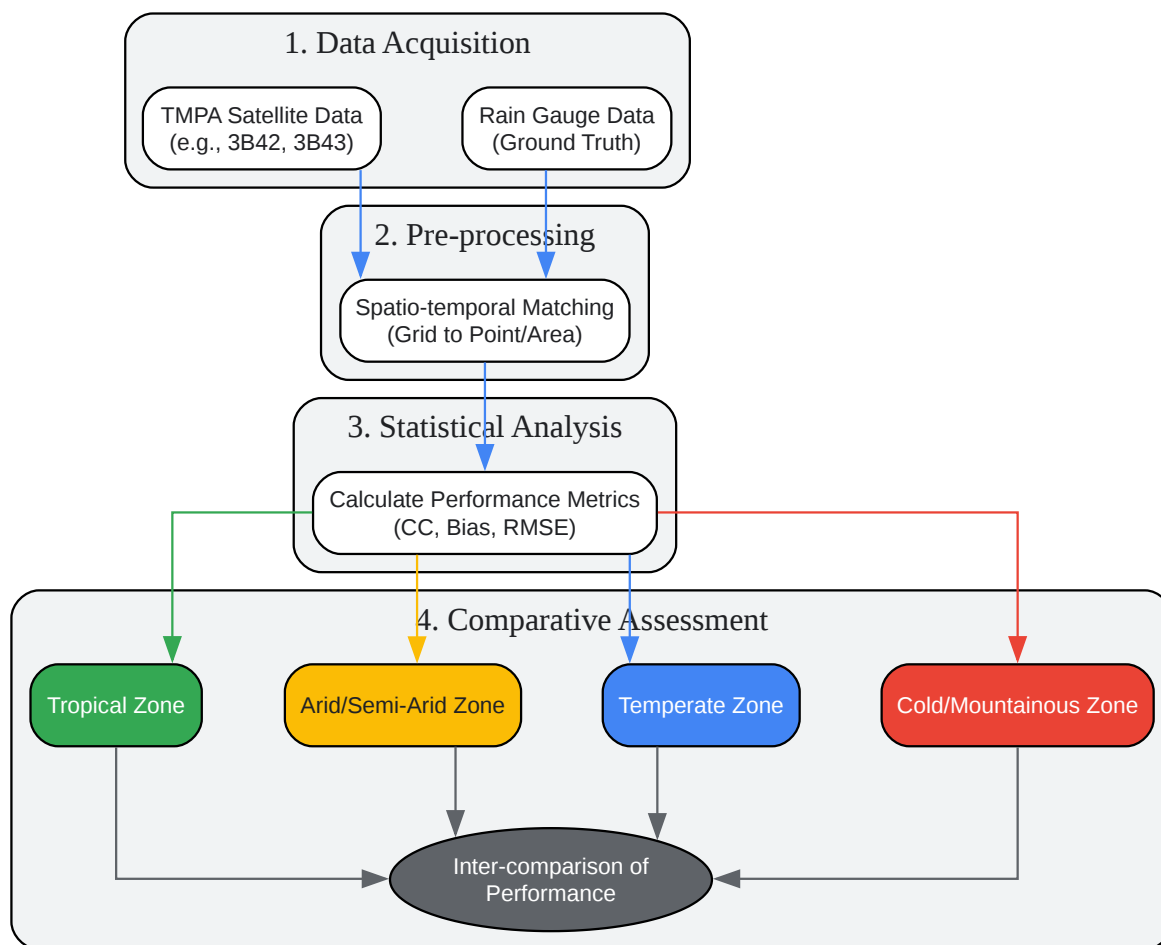 1. Data Acquisition
TMPA Satellite Data
(e.g., 3B42, 3B43)
Rain Gauge Data
(Ground Truth)
2. Pre-processing
Spatio-temporal Matching
(Grid to Point/Area)
3. Statistical Analysis
Calculate Performance Metrics
(CC, Bias, RMSE)
4. Comparative Assessment
Tropical Zone
Arid/Semi-Arid Zone
Temperate Zone
Cold/Mountainous Zone
Inter-comparison of
Performance